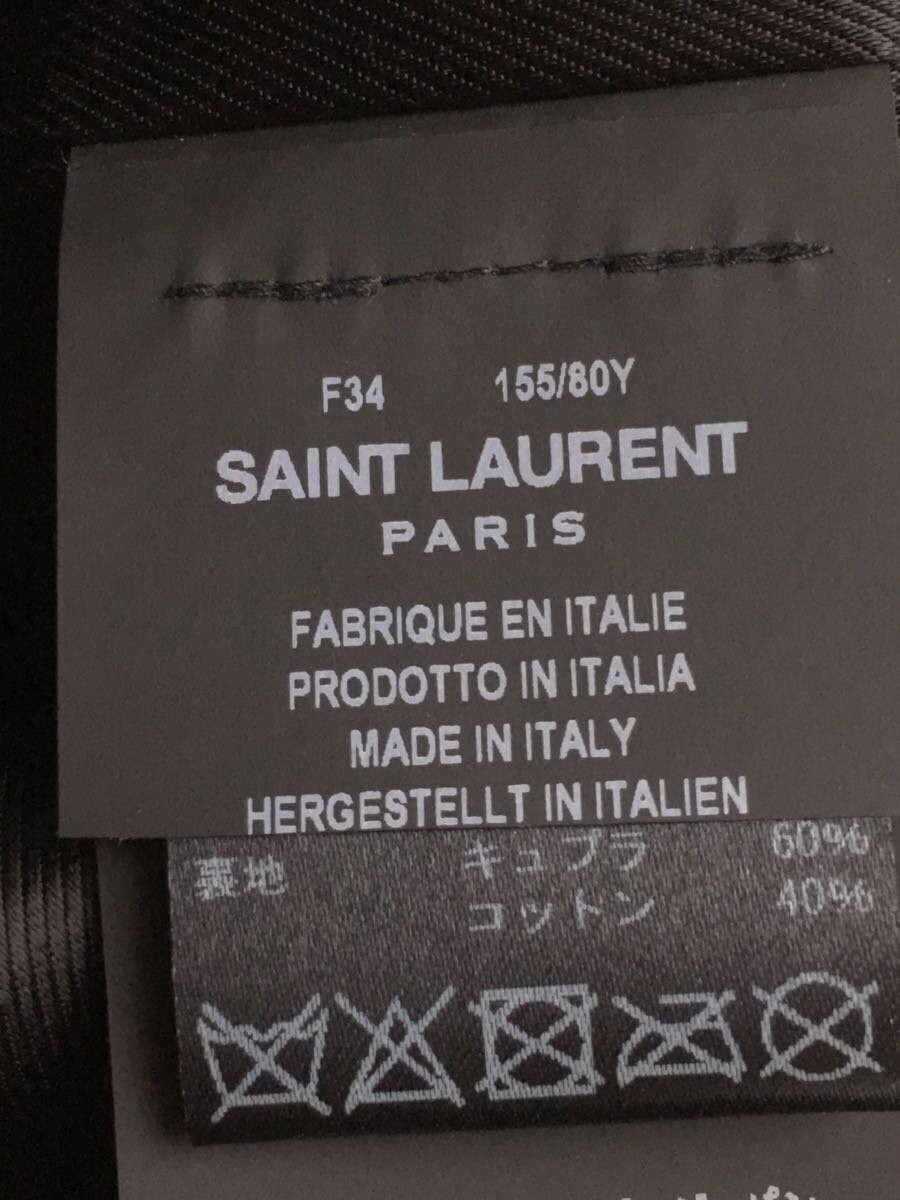 F34 155/80Y
SAINT LAURENT
PARIS
FABRIQUE EN ITALIE
PRODOTTO IN ITALIA
MADE IN ITALY
HERGESTELLT IN ITALIEN
裏地 キュプラ 60%
コットン 40%